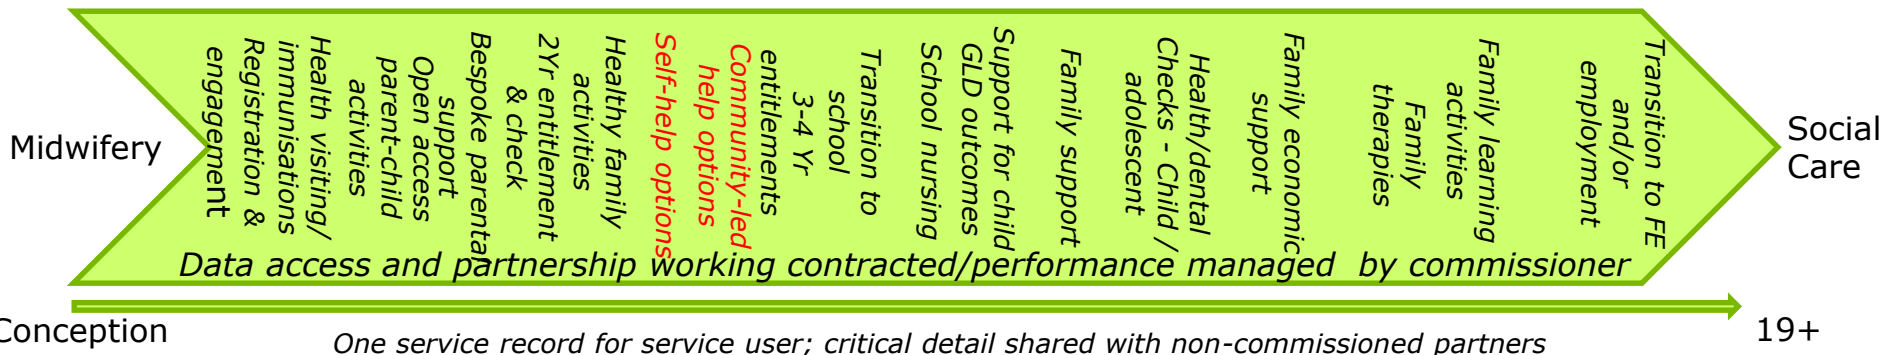 Midwifery
Registration &
engagement
Health visiting/
immunisations
Open access
parent-child
activities
Bespoke parental
support
2Yr entitlement
& check
Healthy family
activities
Self-help options
Community-led
help options
3-4 Yr
entitlements
Transition to
school
School nursing
Support for child
GLD outcomes
Family support
Health/dental
Checks - Child /
adolescent
Family economic
support
Family
therapies
Family learning
activities
Transition to FE
and/or
employment
Social
Care
Data access and partnership working contracted/performance managed by commissioner
Conception
19+
One service record for service user; critical detail shared with non-commissioned partners